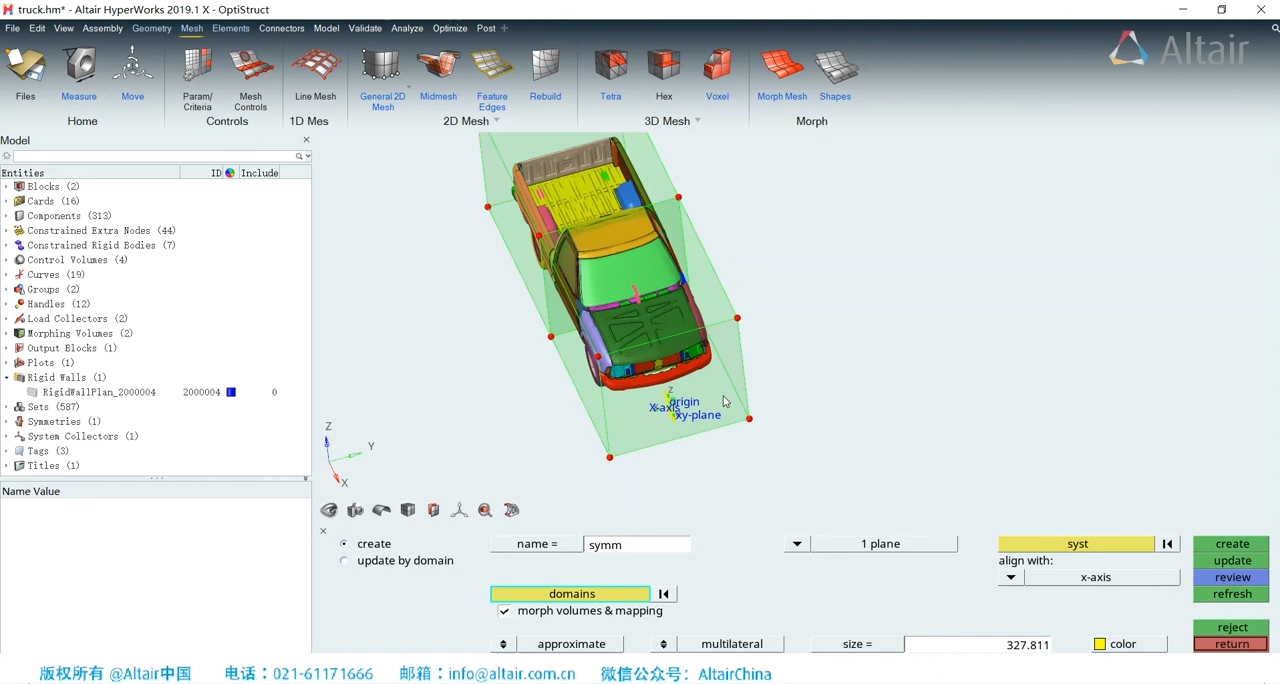 truck.hm* - Altair HyperWorks 2019.1 X - OptiStruct
File Edit View Assembly Geometry Mesh Elements Connectors Model Validate Analyze Optimize Post +
Altair
Files Measure Move Param/ Criteria Mesh Controls Line Mesh General 2D Mesh Midmesh Feature Edges Rebuild Tetra Hex Voxel Morph Mesh Shapes
Home Controls 1D Mes 2D Mesh 3D Mesh Morph
Model
Entities ID Include
Blocks (2)
Cards (16)
Components (313)
Constrained Extra Nodes (44)
Constrained Rigid Bodies (7)
Control Volumes (4)
Curves (19)
Groups (2)
Handles (12)
Load Collectors (2)
Morphing Volumes (2)
Output Blocks (1)
Plots (1)
Rigid Walls (1)
RigidWallPlan_2000004 2000004 0
Sets (587)
Symmetries (1)
System Collectors (1)
Tags (3)
Titles (1)
Name Value
Z
origin
X-axis
xy-plane
Z
Y
X
create name = symm 1 plane syst create
update by domain align with: update
x-axis review
domains refresh
morph volumes & mapping
reject
approximate multilateral size = 327.811 color return
版权所有 @Altair中国 电话：021-61171666 邮箱：info@altair.com.cn 微信公众号：AltairChina